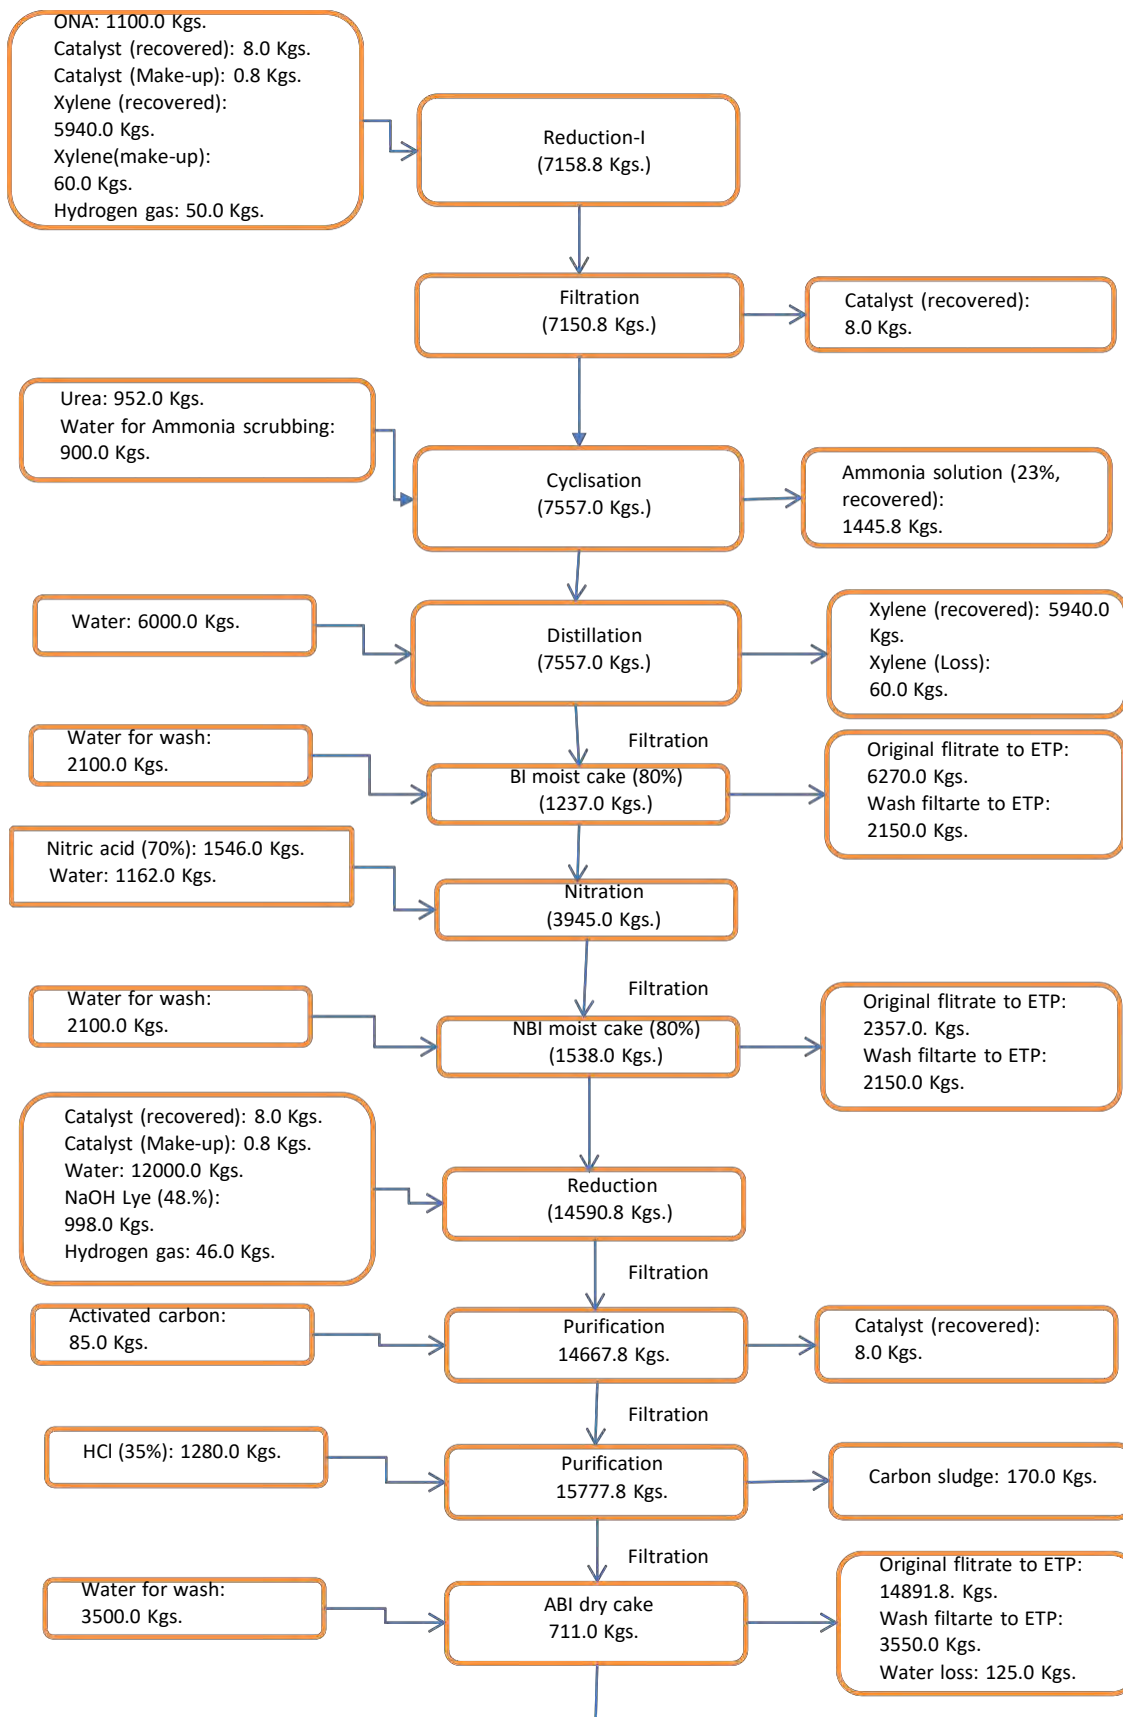 ONA: 1100.0 Kgs.
Catalyst (recovered): 8.0 Kgs.
Catalyst (Make-up): 0.8 Kgs.
Xylene (recovered):
5940.0 Kgs.
Xylene(make-up):
60.0 Kgs.
Hydrogen gas: 50.0 Kgs.
Reduction-I
(7158.8 Kgs.)
Filtration
(7150.8 Kgs.)
Catalyst (recovered):
8.0 Kgs.
Urea: 952.0 Kgs.
Water for Ammonia scrubbing:
900.0 Kgs.
Cyclisation
(7557.0 Kgs.)
Ammonia solution (23%,
recovered):
1445.8 Kgs.
Water: 6000.0 Kgs.
Distillation
(7557.0 Kgs.)
Xylene (recovered): 5940.0
Kgs.
Xylene (Loss):
60.0 Kgs.
Filtration
Water for wash:
2100.0 Kgs.
BI moist cake (80%)
(1237.0 Kgs.)
Original flitrate to ETP:
6270.0 Kgs.
Wash filtarte to ETP:
2150.0 Kgs.
Nitric acid (70%): 1546.0 Kgs.
Water: 1162.0 Kgs.
Nitration
(3945.0 Kgs.)
Filtration
Water for wash:
2100.0 Kgs.
NBI moist cake (80%)
(1538.0 Kgs.)
Original flitrate to ETP:
2357.0. Kgs.
Wash filtarte to ETP:
2150.0 Kgs.
Catalyst (recovered): 8.0 Kgs.
Catalyst (Make-up): 0.8 Kgs.
Water: 12000.0 Kgs.
NaOH Lye (48.%):
998.0 Kgs.
Hydrogen gas: 46.0 Kgs.
Reduction
(14590.8 Kgs.)
Filtration
Activated carbon:
85.0 Kgs.
Purification
14667.8 Kgs.
Catalyst (recovered):
8.0 Kgs.
Filtration
HCl (35%): 1280.0 Kgs.
Purification
15777.8 Kgs.
Carbon sludge: 170.0 Kgs.
Filtration
Water for wash:
3500.0 Kgs.
ABI dry cake
711.0 Kgs.
Original flitrate to ETP:
14891.8. Kgs.
Wash filtarte to ETP:
3550.0 Kgs.
Water loss: 125.0 Kgs.